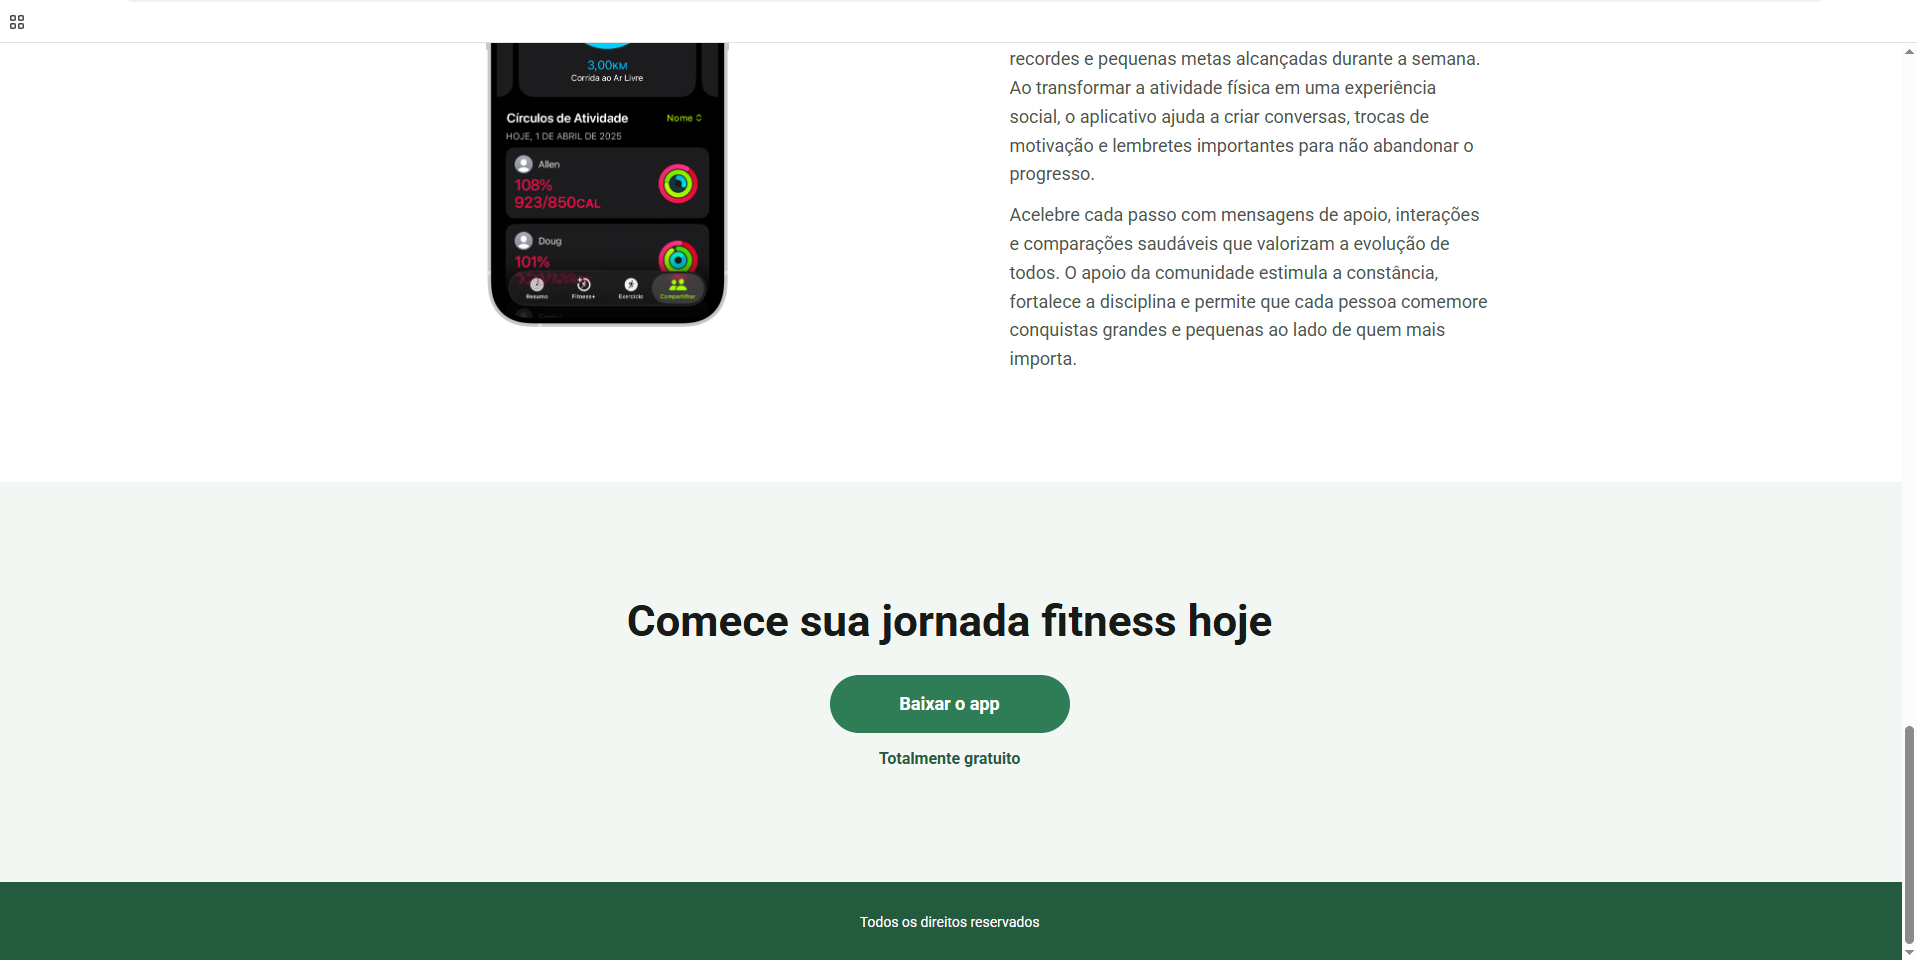 3,00KM
Corrida ao Ar Livre
Círculos de Atividade
Nome
HOJE, 1 DE ABRIL DE 2025
Allen
108%
923/850CAL
Doug
101%
Resumo
Fitness+
Exercício
Compartilhar
recordes e pequenas metas alcançadas durante a semana.
Ao transformar a atividade física em uma experiência
social, o aplicativo ajuda a criar conversas, trocas de
motivação e lembretes importantes para não abandonar o
progresso.
Acelebre cada passo com mensagens de apoio, interações
e comparações saudáveis que valorizam a evolução de
todos. O apoio da comunidade estimula a constância,
fortalece a disciplina e permite que cada pessoa comemore
conquistas grandes e pequenas ao lado de quem mais
importa.
Comece sua jornada fitness hoje
Baixar o app
Totalmente gratuito
Todos os direitos reservados